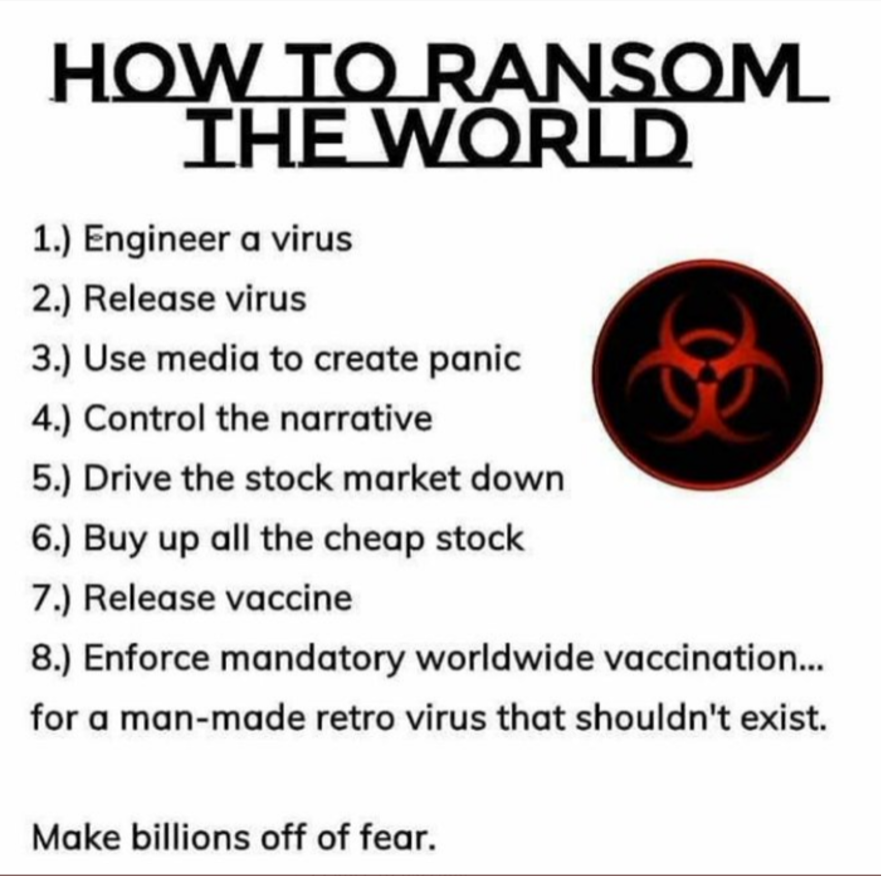 HOW TO RANSOM
THE WORLD
1.) Engineer a virus
2.) Release virus
3.) Use media to create panic
4.) Control the narrative
5.) Drive the stock market down
6.) Buy up all the cheap stock
7.) Release vaccine
8.) Enforce mandatory worldwide vaccination...
for a man-made retro virus that shouldn't exist.
Make billions off of fear.